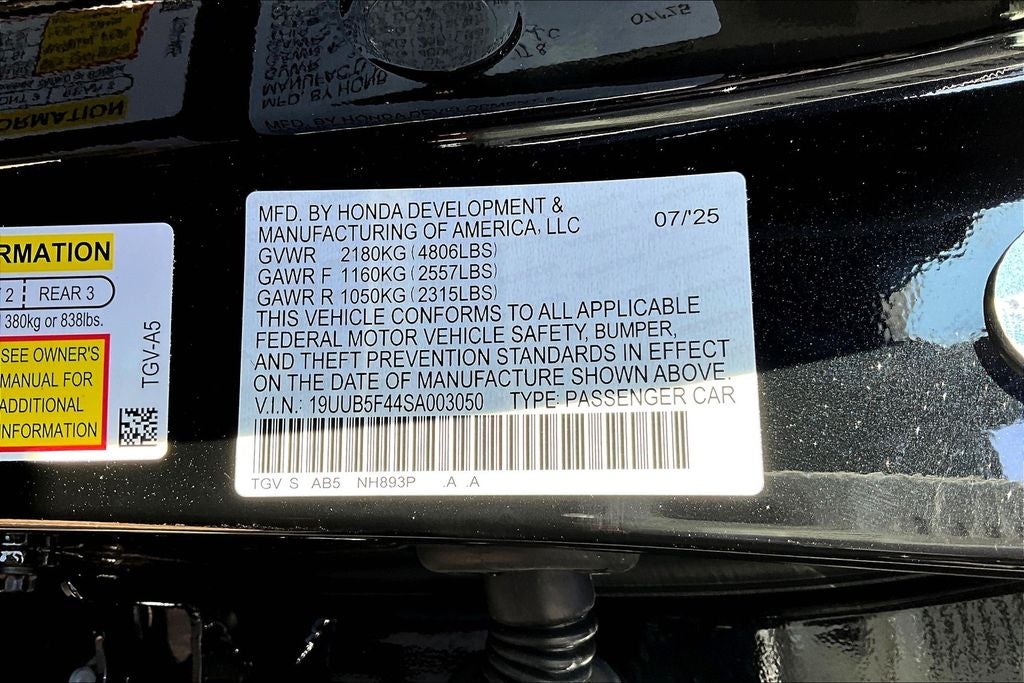 MFD. BY HONDA DEVELOPMENT &
MANUFACTURING OF AMERICA, LLC
07/'25
GVWR 2180KG (4806LBS)
GAWR F 1160KG (2557LBS)
GAWR R 1050KG (2315LBS)
THIS VEHICLE CONFORMS TO ALL APPLICABLE
FEDERAL MOTOR VEHICLE SAFETY, BUMPER,
AND THEFT PREVENTION STANDARDS IN EFFECT
ON THE DATE OF MANUFACTURE SHOWN ABOVE.
V.I.N.: 19UUB5F44SA003050 TYPE: PASSENGER CAR
TGV S AB5 NH893P .A .A
RMATION
2 REAR 3
380kg or 838lbs.
SEE OWNER'S
MANUAL FOR
ADDITIONAL
INFORMATION
TGV-A5